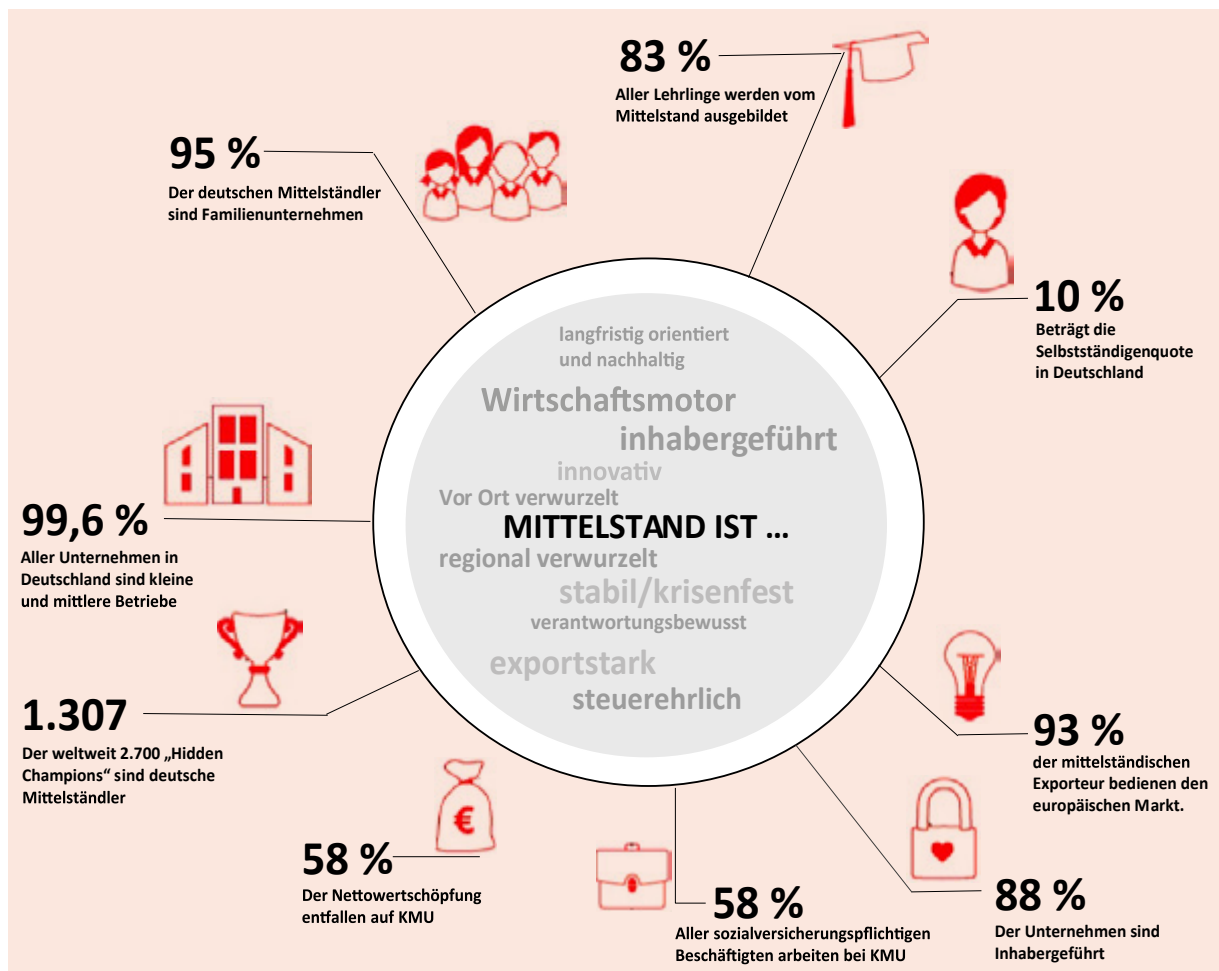 83 %
Aller Lehrlinge werden vom
Mittelstand ausgebildet
95 %
Der deutschen Mittelständler
sind Familienunternehmen
10 %
Beträgt die
Selbstständigenquote
in Deutschland
langfristig orientiert
und nachhaltig
Wirtschaftsmotor
inhabergeführt
innovativ
Vor Ort verwurzelt
MITTELSTAND IST ...
regional verwurzelt
stabil/krisenfest
verantwortungsbewusst
exportstark
steuerehrlich
99,6 %
Aller Unternehmen in
Deutschland sind kleine
und mittlere Betriebe
1.307
Der weltweit 2.700 „Hidden
Champions“ sind deutsche
Mittelständler
93 %
der mittelständischen
Exporteur bedienen den
europäischen Markt.
€
58 %
Der Nettowertschöpfung
entfallen auf KMU
58 %
Aller sozialversicherungspflichtigen
Beschäftigten arbeiten bei KMU
88 %
Der Unternehmen sind
Inhabergeführt